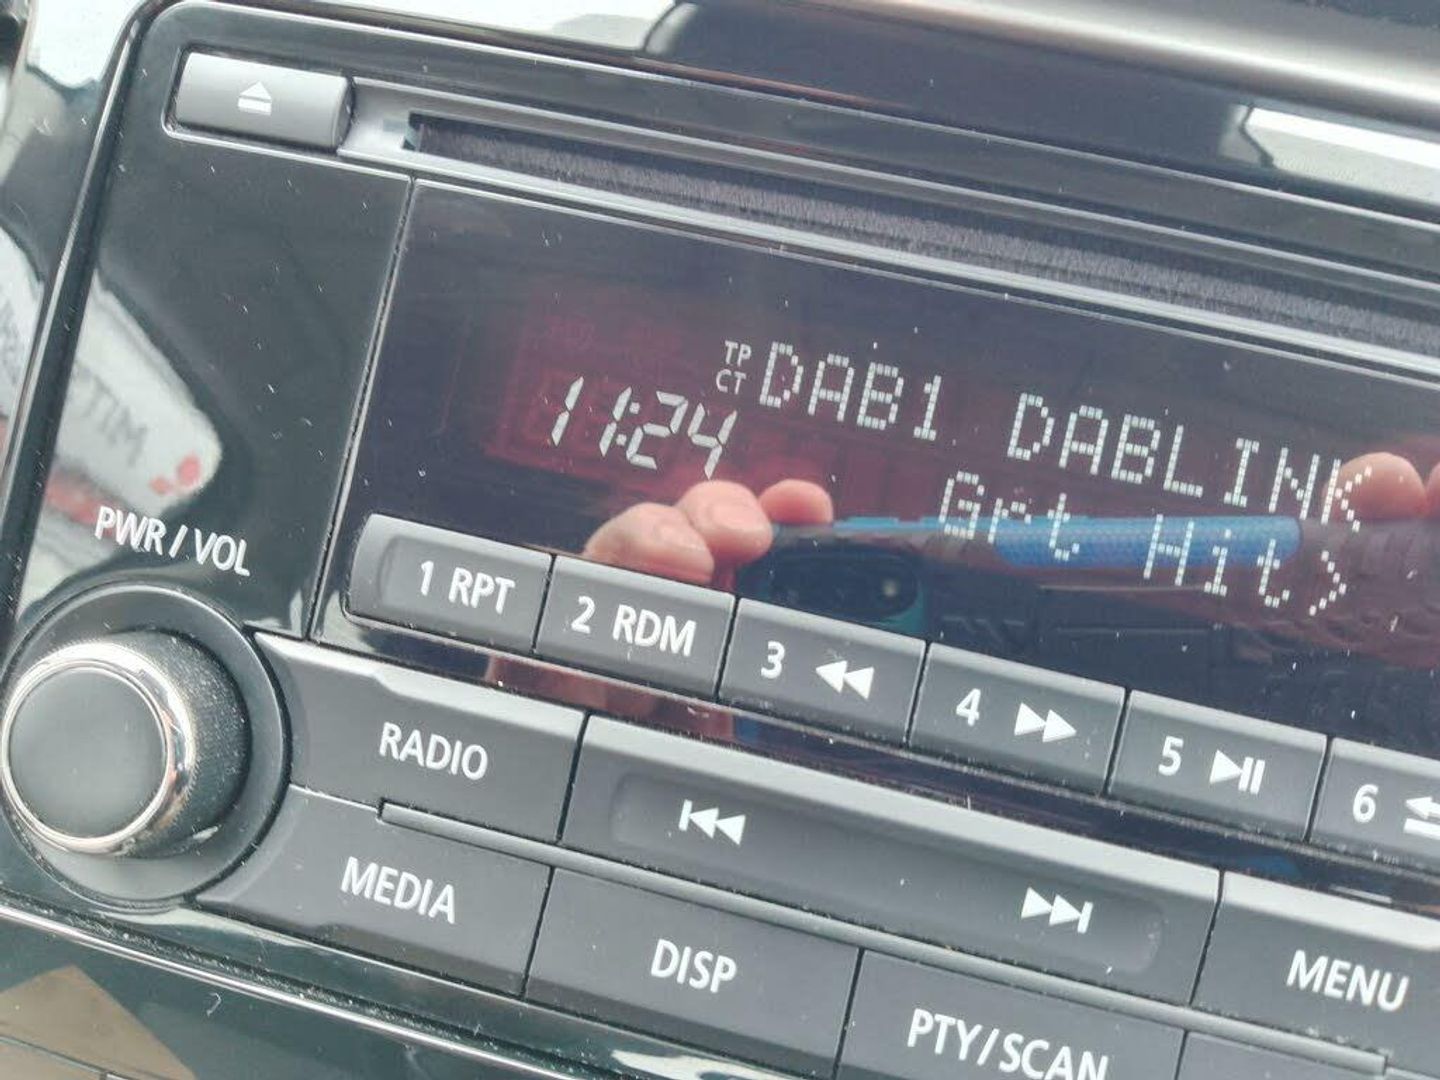 TP
CT
DAB1 DABLINK
11:24
Grt Hit>
PWR/VOL
1 RPT
2 RDM
3
4
5
6
RADIO
MEDIA
DISP
MENU
PTY/SCAN